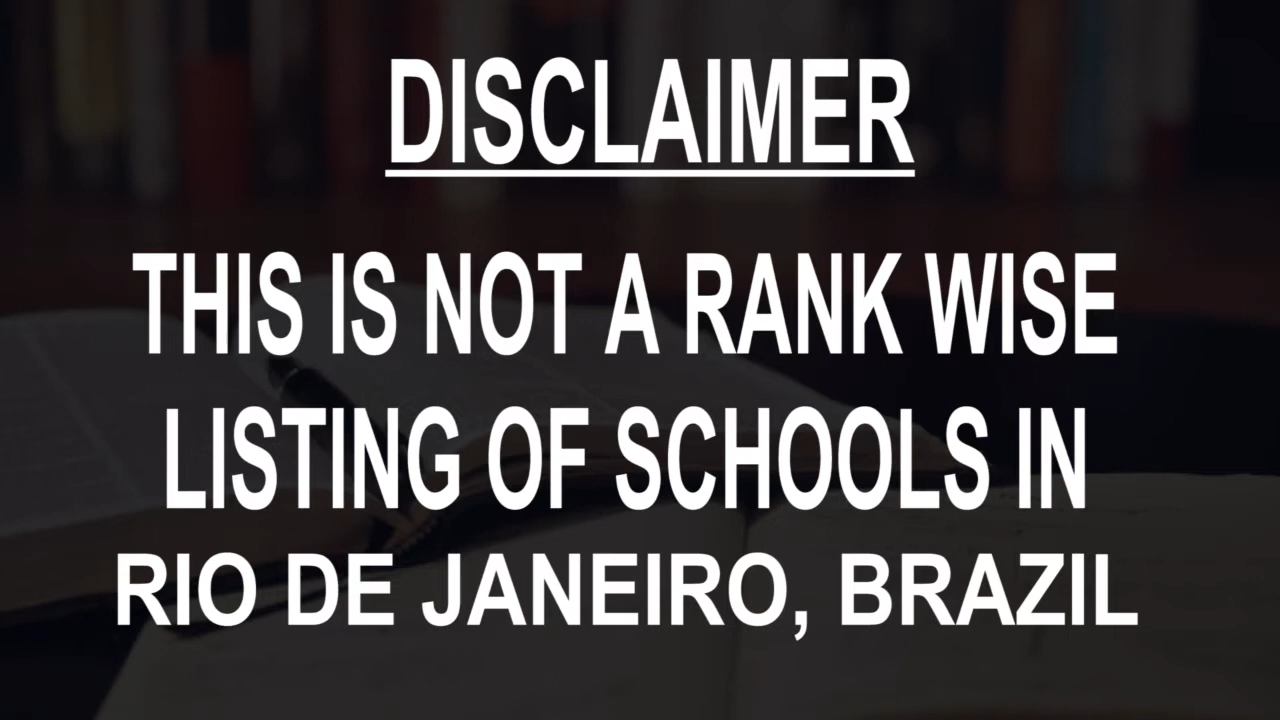 DISCLAIMER
THIS IS NOT A RANK WISE
LISTING OF SCHOOLS IN
RIO DE JANEIRO, BRAZIL